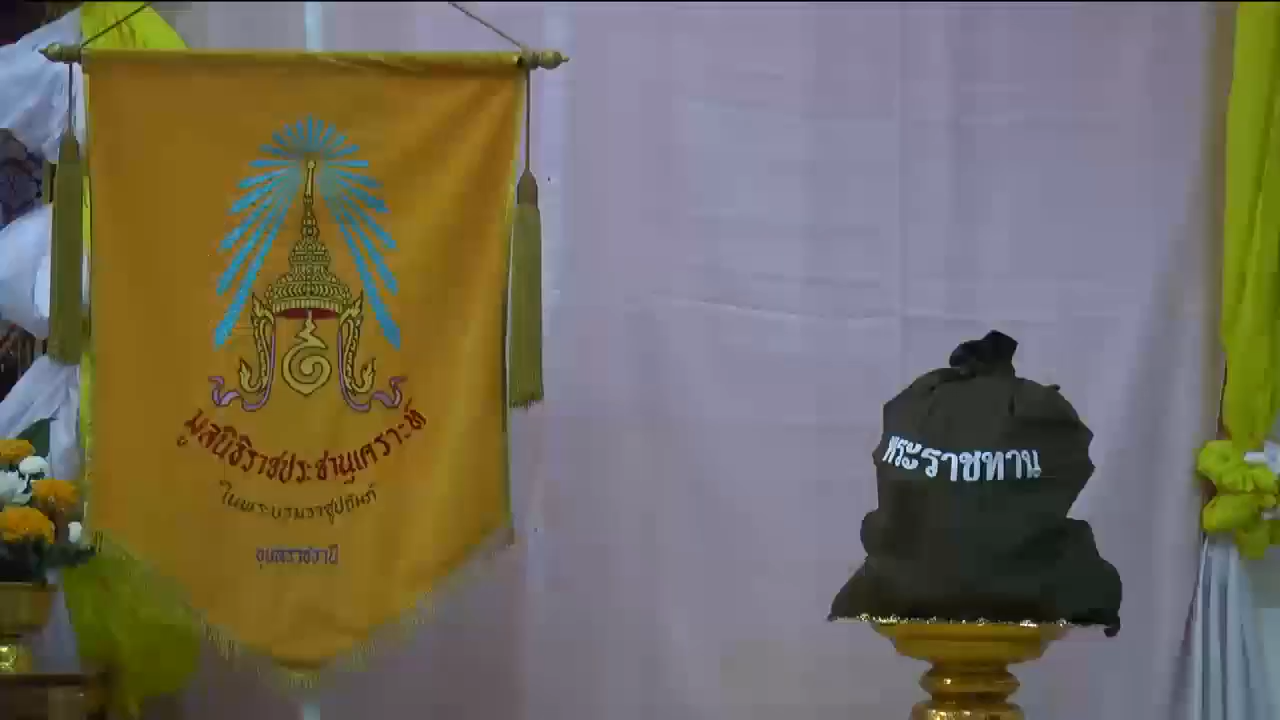 มูลนิธิราชประชานุเคราะห์
ในพระบรมราชูปถัมภ์
อุบลราชธานี
พระราชทาน